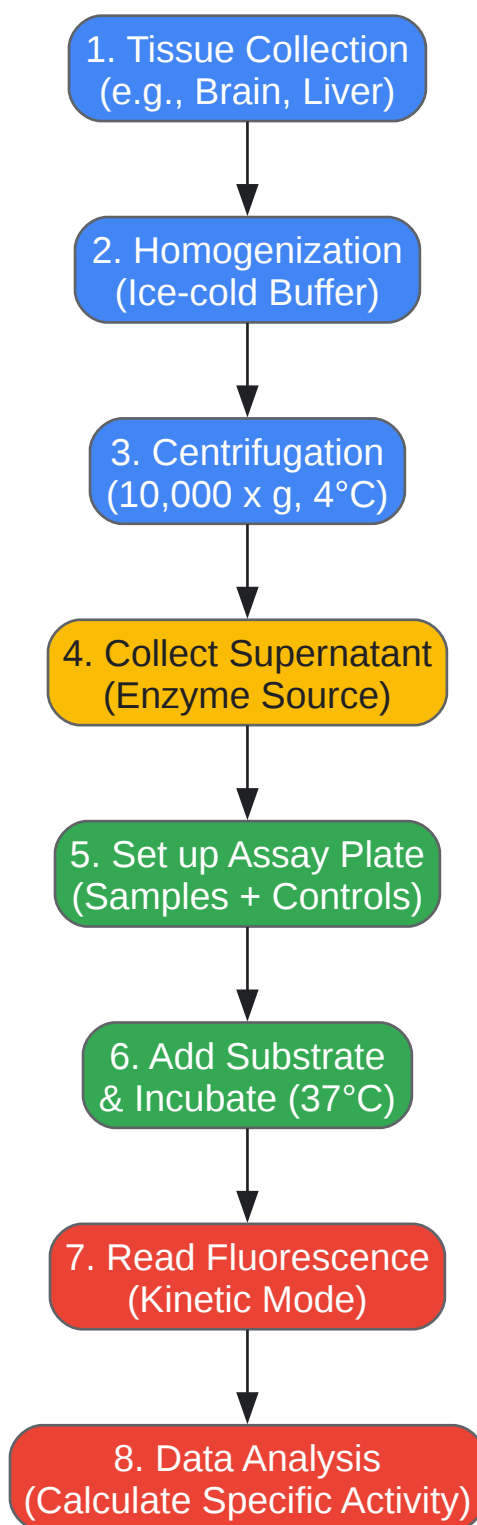 1. Tissue Collection
(e.g., Brain, Liver)
2. Homogenization
(Ice-cold Buffer)
3. Centrifugation
(10,000 x g, 4°C)
4. Collect Supernatant
(Enzyme Source)
5. Set up Assay Plate
(Samples + Controls)
6. Add Substrate
& Incubate (37°C)
7. Read Fluorescence
(Kinetic Mode)
8. Data Analysis
(Calculate Specific Activity)